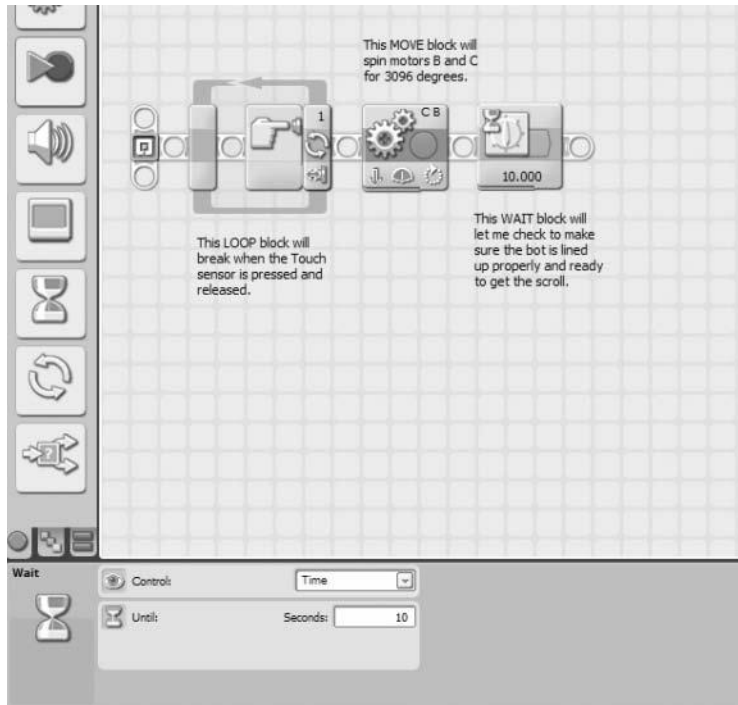 This MOVE block will
spin motors B and C
for 3096 degrees.
1
C B
10.000
This LOOP block will
break when the Touch
sensor is pressed and
released.
This WAIT block will
let me check to make
sure the bot is lined
up properly and ready
to get the scroll.
Wait
Control: Time
Until: Seconds: 10